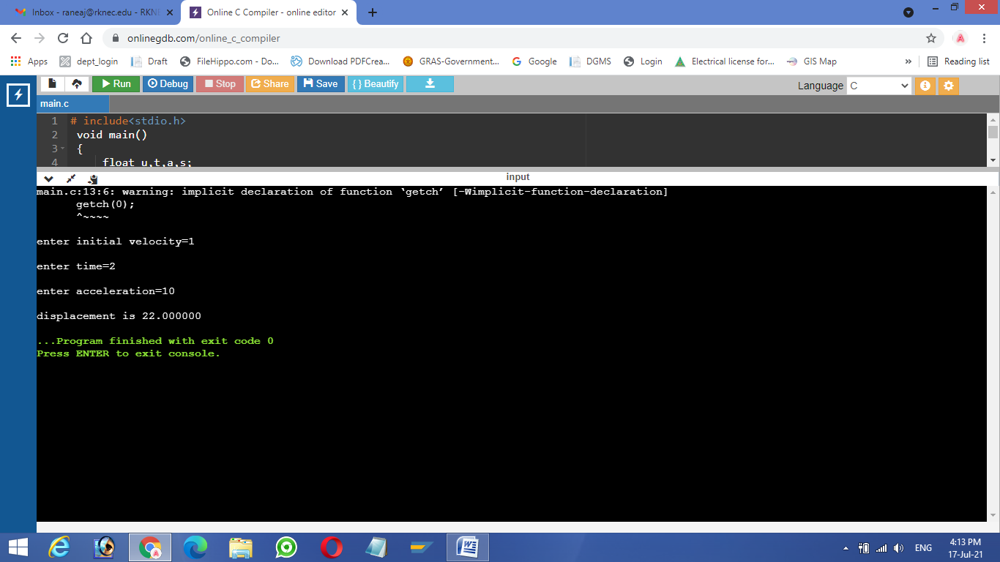 Inbox - raneaj@rknec.edu - RKN
Online C Compiler - online editor
onlinegdb.com/online_c_compiler
Apps dept_login Draft FileHippo.com - Do... Download PDFCrea... GRAS-Government... Google DGMS Login Electrical license for... GIS Map » Reading list
Run Debug Stop Share Save { } Beautify Language C
main.c
1 # include<stdio.h>
2 void main()
3 {
4 float u,t,a,s;
input
main.c:13:6: warning: implicit declaration of function ‘getch’ [-Wimplicit-function-declaration]
getch(0);
^~~~~
enter initial velocity=1
enter time=2
enter acceleration=10
displacement is 22.000000
...Program finished with exit code 0
Press ENTER to exit console.
ENG
4:13 PM
17-Jul-21